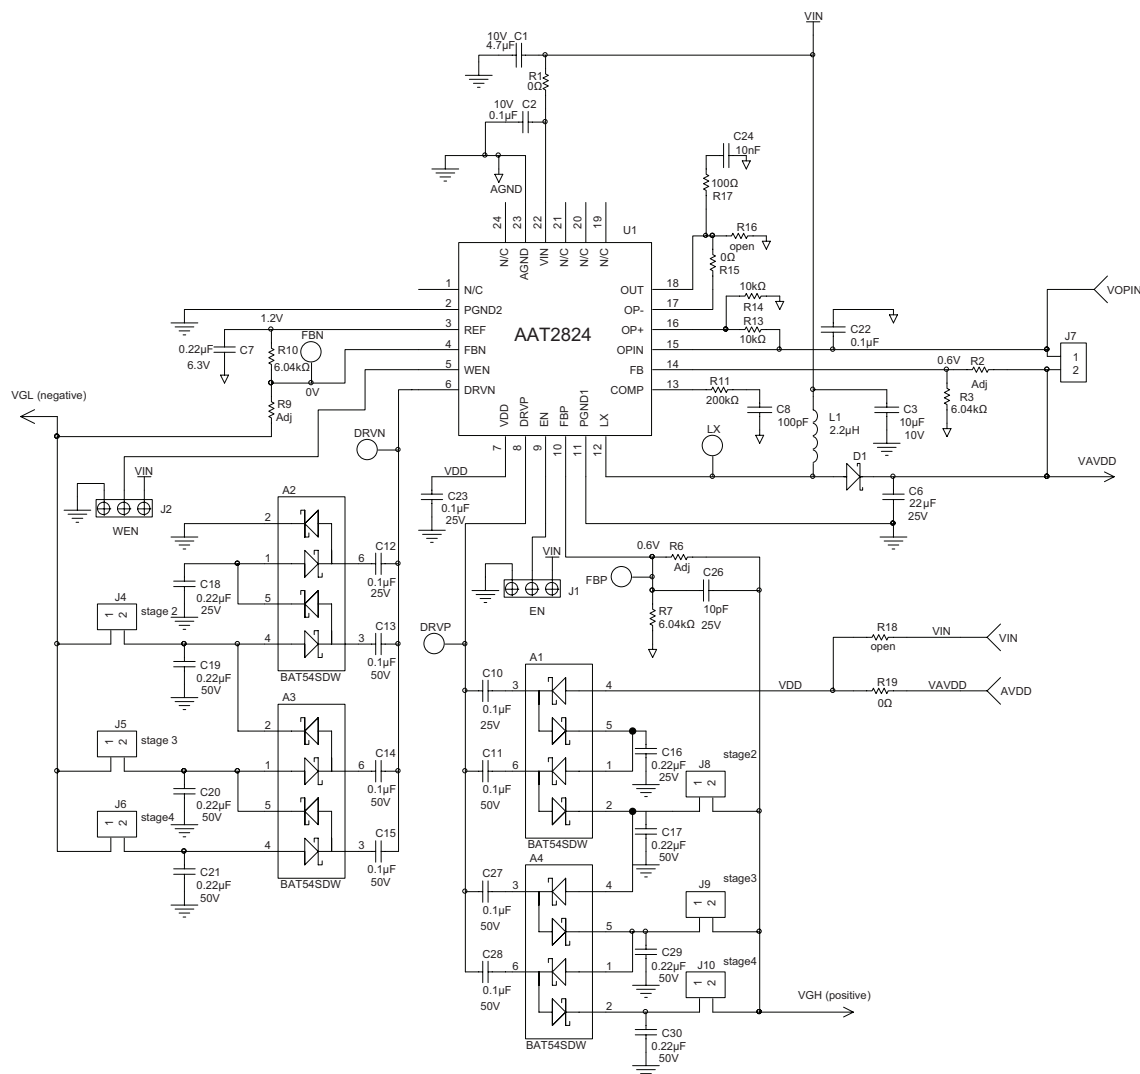 VIN
10V C1
4.7µF
R1
0Ω
10V C2
0.1µF
AGND
C24
10nF
100Ω
R17
R16
open
0Ω
R15
24
23
22
21
20
19
U1
N/C
AGND
VIN
N/C
N/C
N/C
1
N/C
2
PGND2
3
REF
4
FBN
5
WEN
6
DRVN
AAT2824
OUT
18
OP-
17
OP+
16
OPIN
15
FB
14
COMP
13
VDD
DRVP
EN
FBP
PGND1
LX
7
8
9
10
11
12
10kΩ
R14
R13
10kΩ
C22
0.1µF
VOPIN
J7
1
2
0.6V
R2
Adj
R3
6.04kΩ
R11
200kΩ
C8
100pF
L1
2.2µH
C3
10µF
10V
LX
D1
VAVDD
C6
22µF
25V
1.2V
FBN
0.22µF
C7
6.3V
R10
6.04kΩ
0V
R9
Adj
VGL (negative)
DRVN
VIN
J2
WEN
VDD
C23
0.1µF
25V
A2
2
1
6
5
4
3
BAT54SDW
C12
0.1µF
25V
C13
0.1µF
50V
C18
0.22µF
25V
J4
1 2
stage 2
C19
0.22µF
50V
A3
2
1
6
5
4
3
BAT54SDW
C14
0.1µF
50V
C15
0.1µF
50V
J5
1 2
stage 3
C20
0.22µF
50V
J6
1 2
stage4
C21
0.22µF
50V
VIN
J1
EN
0.6V
R6
Adj
FBP
C26
10pF
25V
R7
6.04kΩ
DRVP
R18
open
VIN
VIN
VDD
R19
0Ω
VAVDD
AVDD
A1
C10
0.1µF
25V
3
4
5
C11
0.1µF
50V
6
1
2
BAT54SDW
C16
0.22µF
25V
stage2
J8
1 2
C17
0.22µF
50V
A4
C27
0.1µF
50V
3
4
5
C28
0.1µF
50V
6
1
2
BAT54SDW
stage3
J9
1 2
C29
0.22µF
50V
stage4
J10
1 2
C30
0.22µF
50V
VGH (positive)